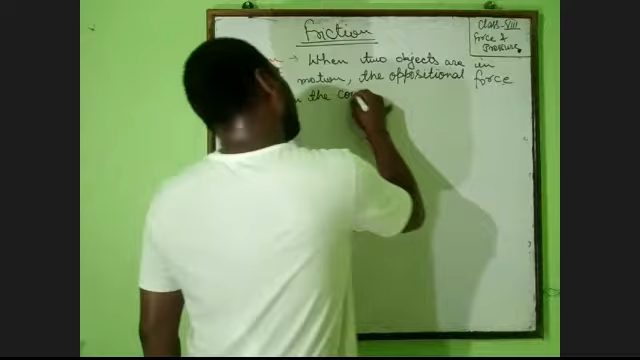 Friction
Class-VIII
Force &
Pressure
→ When two objects are in
motion, the oppositional force
the co